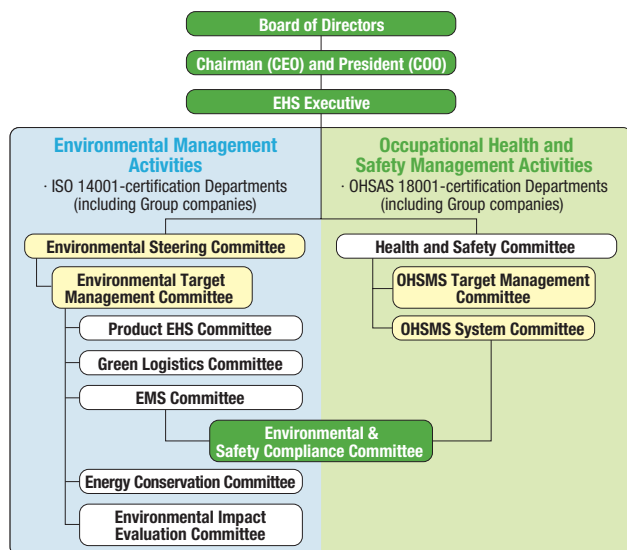 Board of Directors
Chairman (CEO) and President (COO)
EHS Executive
Environmental Management
Activities
· ISO 14001-certification Departments
(including Group companies)
Occupational Health and
Safety Management Activities
· OHSAS 18001-certification Departments
(including Group companies)
Environmental Steering Committee
Environmental Target
Management Committee
Product EHS Committee
Green Logistics Committee
EMS Committee
Health and Safety Committee
OHSMS Target Management
Committee
OHSMS System Committee
Environmental &
Safety Compliance Committee
Energy Conservation Committee
Environmental Impact
Evaluation Committee